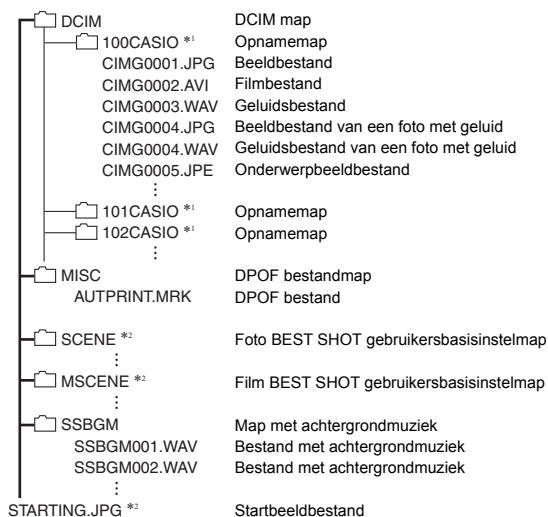 DCIM DCIM map
100CASIO *1 Opnamemap
CIMG0001.JPG Beeldbestand
CIMG0002.AVI Filmbestand
CIMG0003.WAV Geluidsbestand
CIMG0004.JPG Beeldbestand van een foto met geluid
CIMG0004.WAV Geluidsbestand van een foto met geluid
CIMG0005.JPE Onderwerpbeeldbestand
101CASIO *1 Opnamemap
102CASIO *1 Opnamemap
MISC DPOF bestandmap
AUTPRINT.MRK DPOF bestand
SCENE *2 Foto BEST SHOT gebruikersbasisinstelmap
MSCENE *2 Film BEST SHOT gebruikersbasisinstelmap
SSBGM Map met achtergrondmuziek
SSBGM001.WAV Bestand met achtergrondmuziek
SSBGM002.WAV Bestand met achtergrondmuziek
STARTING.JPG *2 Startbeeldbestand